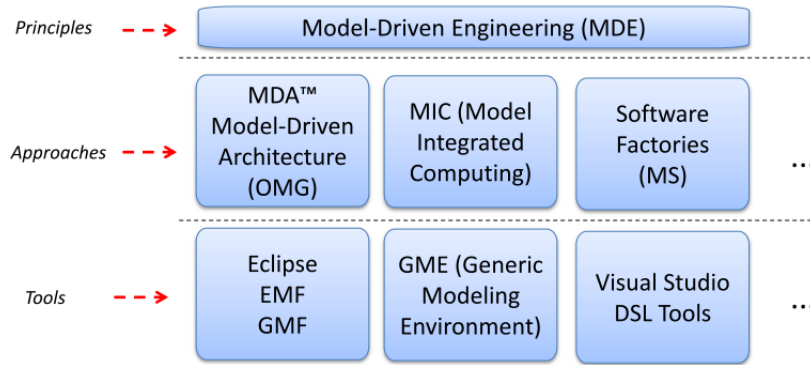 Principles
Model-Driven Engineering (MDE)
Approaches
MDA™
Model-Driven
Architecture
(OMG)
MIC (Model
Integrated
Computing)
Software
Factories
(MS)
...
Tools
Eclipse
EMF
GMF
GME (Generic
Modeling
Environment)
Visual Studio
DSL Tools
...